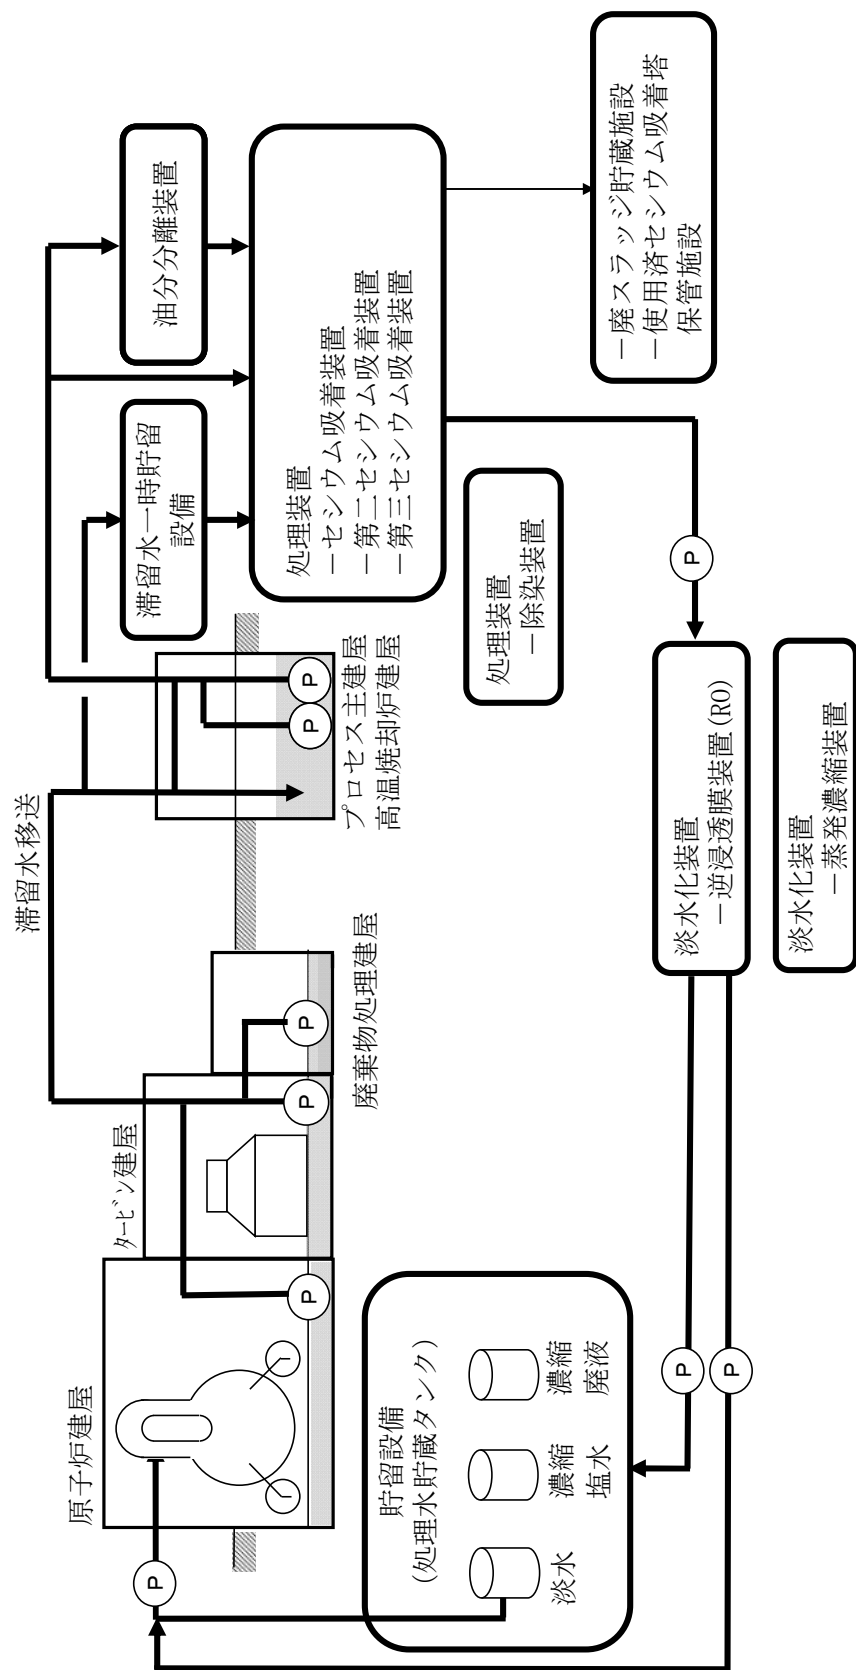 原子炉建屋
P
P
ﾀｰﾋﾞﾝ建屋
P
P
廃棄物処理建屋
滞留水移送
P
P
プロセス主建屋
高温焼却炉建屋
滞留水一時貯留
設備
油分分離装置
処理装置
－セシウム吸着装置
－第二セシウム吸着装置
－第三セシウム吸着装置
処理装置
－除染装置
－廃スラッジ貯蔵施設
－使用済セシウム吸着塔
保管施設
P
淡水化装置
－逆浸透膜装置(RO)
淡水化装置
－蒸発濃縮装置
P
P
貯留設備
(処理水貯蔵タンク)
淡水
濃縮
塩水
濃縮
廃液